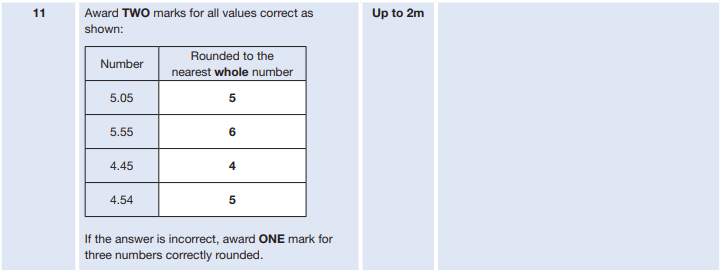 11 Award TWO marks for all values correct as Up to 2m
shown:
Number Rounded to the
nearest whole number
5.05 5
5.55 6
4.45 4
4.54 5
If the answer is incorrect, award ONE mark for
three numbers correctly rounded.